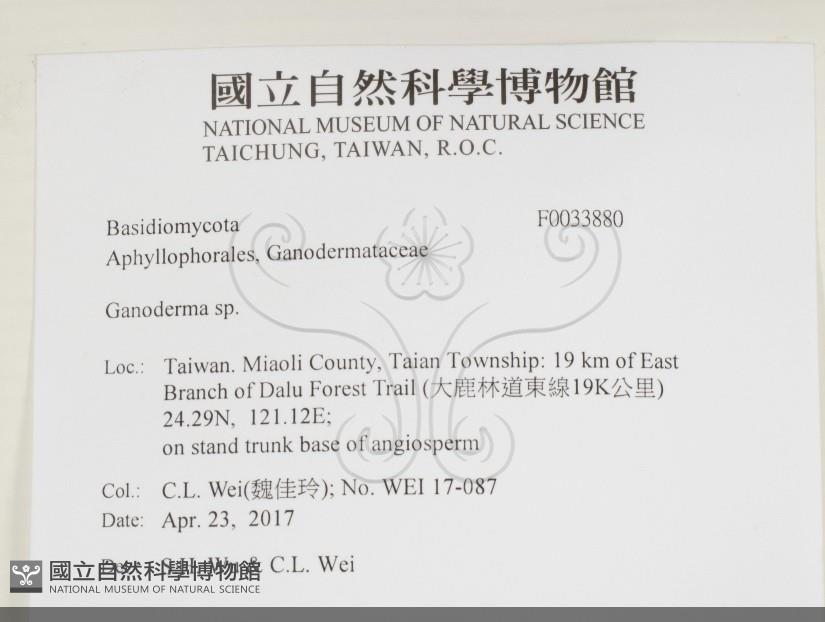 國立自然科學博物館
NATIONAL MUSEUM OF NATURAL SCIENCE
TAICHUNG, TAIWAN, R.O.C.
Basidiomycota F0033880
Aphyllophorales, Ganodermataceae
Ganoderma sp.
Loc.: Taiwan. Miaoli County, Taian Township: 19 km of East
Branch of Dalu Forest Trail (大鹿林道東線19K公里)
24.29N, 121.12E;
on stand trunk base of angiosperm
Col.: C.L. Wei(魏佳玲); No. WEI 17-087
Date: Apr. 23, 2017
& C.L. Wei
國立自然科學博物館
NATIONAL MUSEUM OF NATURAL SCIENCE